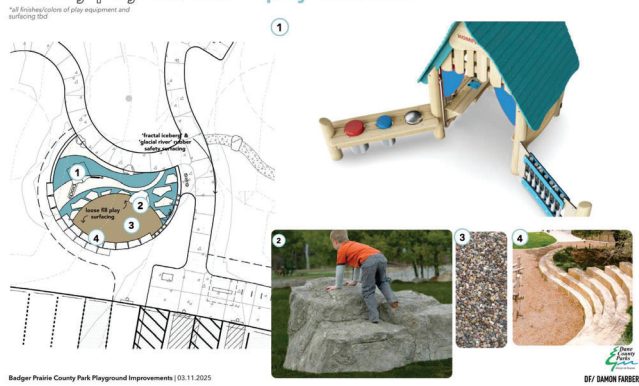 play
*all finishes/colors of play equipment and
surfacing tbd
1
'fractal iceberg' &
'glacial river' rubber
safety surfacing
1
2
loose fill play
surfacing
3
4
2
3
4
Dane
County
Parks
Badger Prairie County Park Playground Improvements | 03.11.2025
DF/ DAMON FARBER